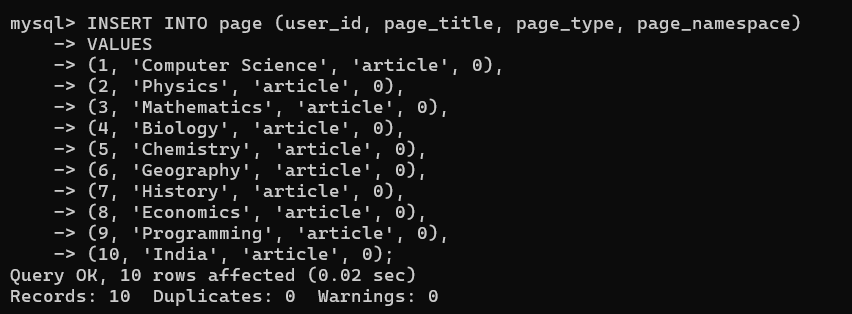 mysql> INSERT INTO page (user_id, page_title, page_type, page_namespace)
    -> VALUES
    -> (1, 'Computer Science', 'article', 0),
    -> (2, 'Physics', 'article', 0),
    -> (3, 'Mathematics', 'article', 0),
    -> (4, 'Biology', 'article', 0),
    -> (5, 'Chemistry', 'article', 0),
    -> (6, 'Geography', 'article', 0),
    -> (7, 'History', 'article', 0),
    -> (8, 'Economics', 'article', 0),
    -> (9, 'Programming', 'article', 0),
    -> (10, 'India', 'article', 0);
Query OK, 10 rows affected (0.02 sec)
Records: 10  Duplicates: 0  Warnings: 0